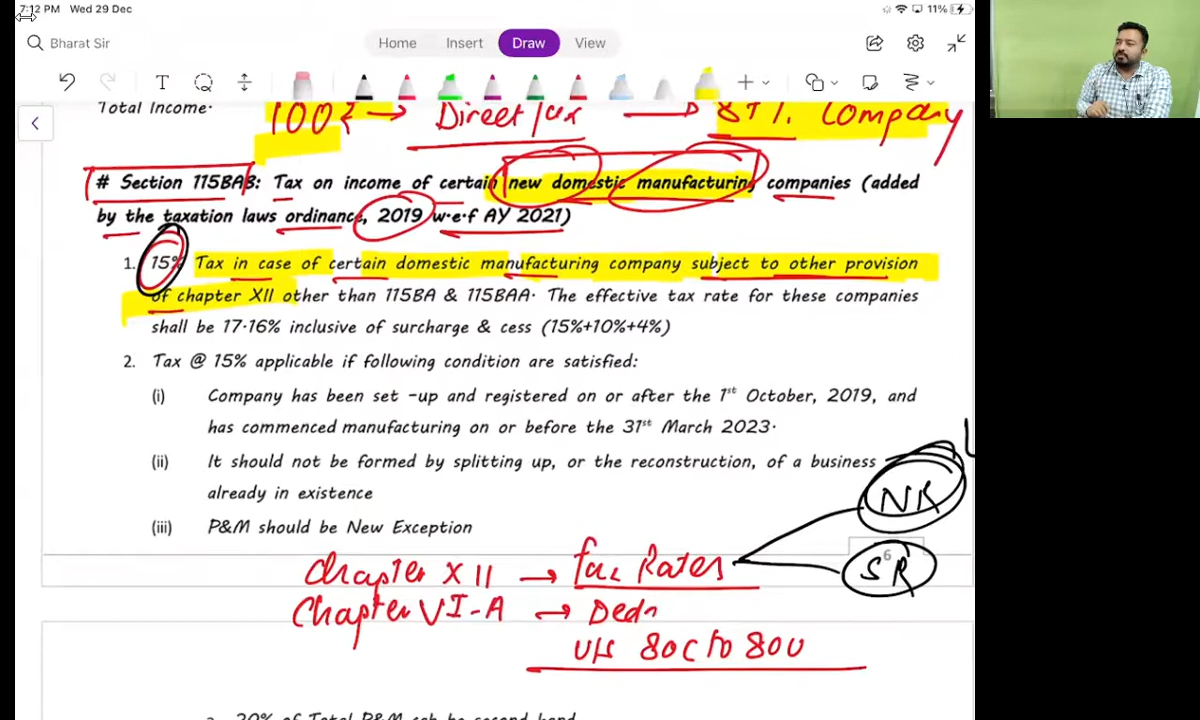 7:12 PM Wed 29 Dec
11%
Bharat Sir
Home Insert Draw View
Total Income.
100% → Direct Tax → 87% Company
# Section 115BAB: Tax on income of certain new domestic manufacturing companies (added
by the taxation laws ordinance, 2019 w.e.f AY 2021)
1. 15% Tax in case of certain domestic manufacturing company subject to other provision
of chapter XII other than 115BA & 115BAA. The effective tax rate for these companies
shall be 17.16% inclusive of surcharge & cess (15%+10%+4%)
2. Tax @ 15% applicable if following condition are satisfied:
(i) Company has been set -up and registered on or after the 1st October, 2019, and
has commenced manufacturing on or before the 31st March 2023.
(ii) It should not be formed by splitting up, or the reconstruction, of a business
already in existence
NR
(iii) P&M should be New Exception
6
Chapter XII → Tax Rates
SR
Chapter VI-A → Dedn
U/s 80C to 80U
20% of Total P&M can be second hand